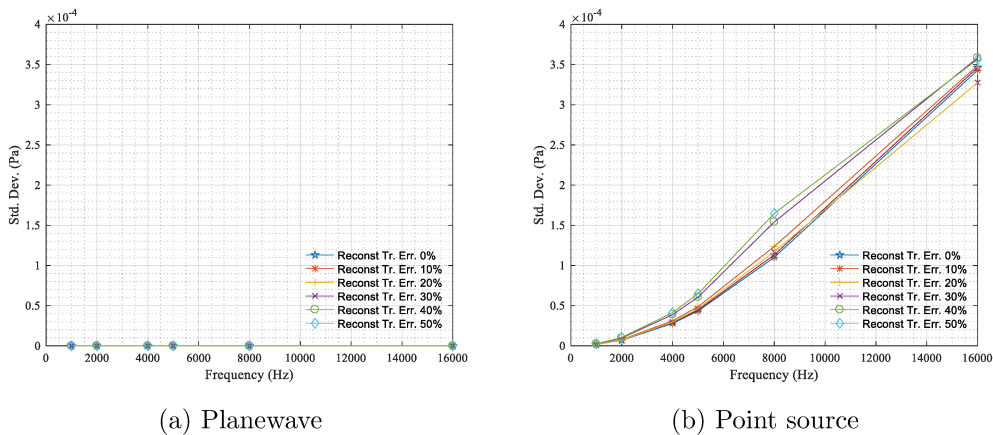 ×10⁻⁴
4
3.5
3
2.5
2
1.5
1
0.5
0
Std. Dev. (Pa)
0 2000 4000 6000 8000 10000 12000 14000 16000
Frequency (Hz)
Reconst Tr. Err. 0%
Reconst Tr. Err. 10%
Reconst Tr. Err. 20%
Reconst Tr. Err. 30%
Reconst Tr. Err. 40%
Reconst Tr. Err. 50%
(a) Planewave
×10⁻⁴
4
3.5
3
2.5
2
1.5
1
0.5
0
Std. Dev. (Pa)
0 2000 4000 6000 8000 10000 12000 14000 16000
Frequency (Hz)
Reconst Tr. Err. 0%
Reconst Tr. Err. 10%
Reconst Tr. Err. 20%
Reconst Tr. Err. 30%
Reconst Tr. Err. 40%
Reconst Tr. Err. 50%
(b) Point source